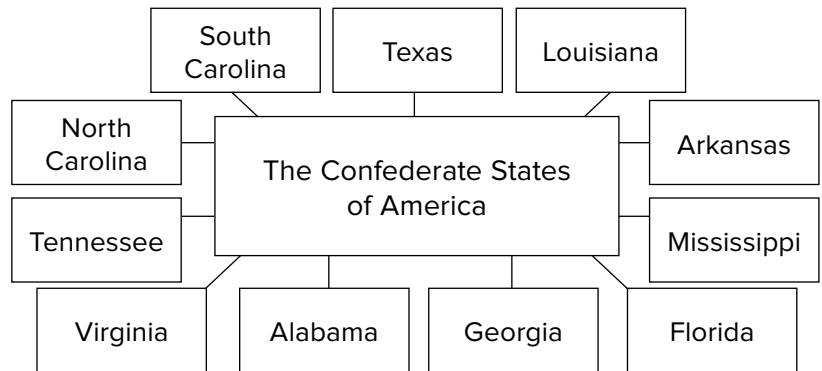 South
Carolina
Texas
Louisiana
North
Carolina
The Confederate States
of America
Arkansas
Tennessee
Mississippi
Virginia
Alabama
Georgia
Florida